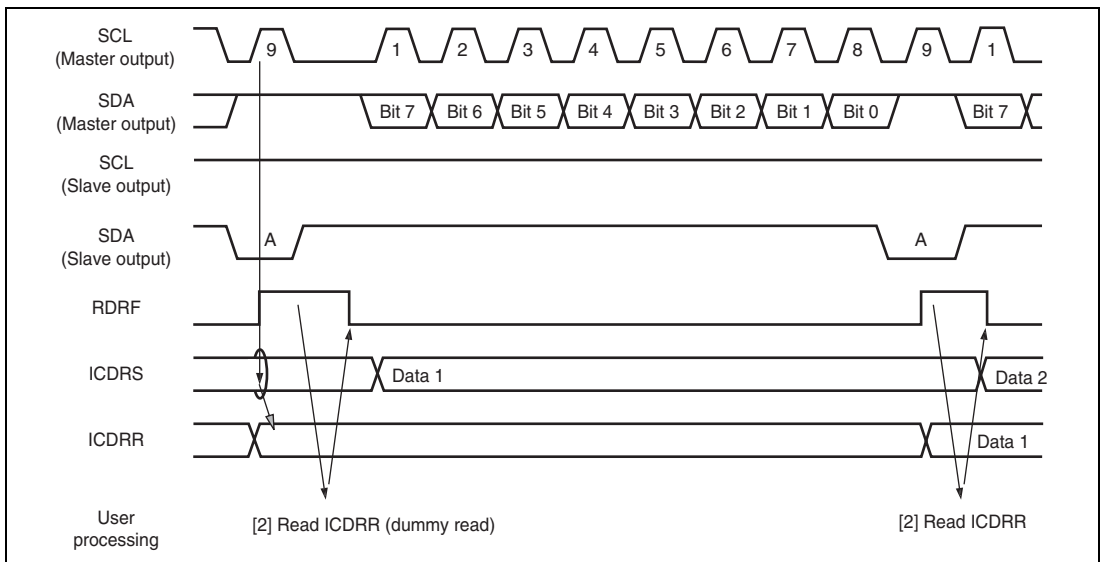 SCL
(Master output)
9 1 2 3 4 5 6 7 8 9 1
SDA
(Master output)
Bit 7 Bit 6 Bit 5 Bit 4 Bit 3 Bit 2 Bit 1 Bit 0 Bit 7
SCL
(Slave output)
SDA
(Slave output)
A A
RDRF
ICDRS
Data 1 Data 2
ICDRR
Data 1
User
processing
[2] Read ICDRR (dummy read) [2] Read ICDRR